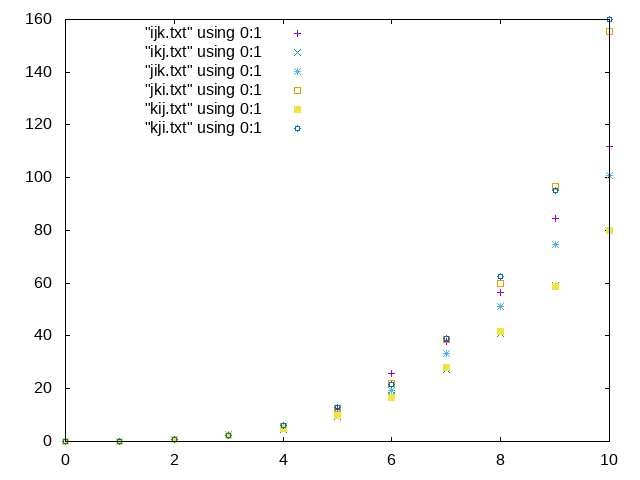 160
140
120
100
80
60
40
20
0
"ijk.txt" using 0:1
"ikj.txt" using 0:1
"jik.txt" using 0:1
"jki.txt" using 0:1
"kij.txt" using 0:1
"kji.txt" using 0:1
0 2 4 6 8 10